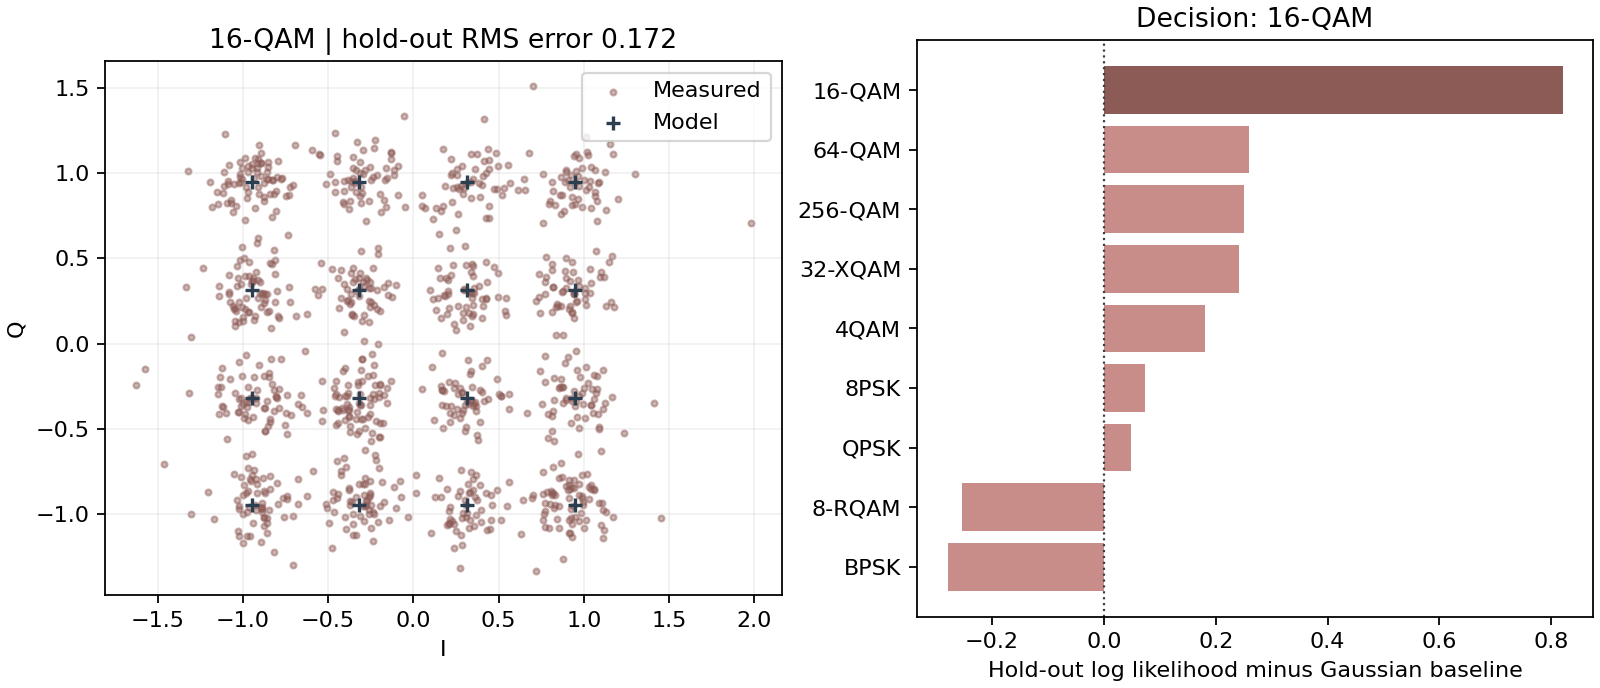 16-QAM | hold-out RMS error 0.172
Measured
Model
1.5
1.0
0.5
0.0
−0.5
−1.0
Q
−1.5
−1.0
−0.5
0.0
0.5
1.0
1.5
2.0
I
Decision: 16-QAM
16-QAM
64-QAM
256-QAM
32-XQAM
4QAM
8PSK
QPSK
8-RQAM
BPSK
−0.2
0.0
0.2
0.4
0.6
0.8
Hold-out log likelihood minus Gaussian baseline